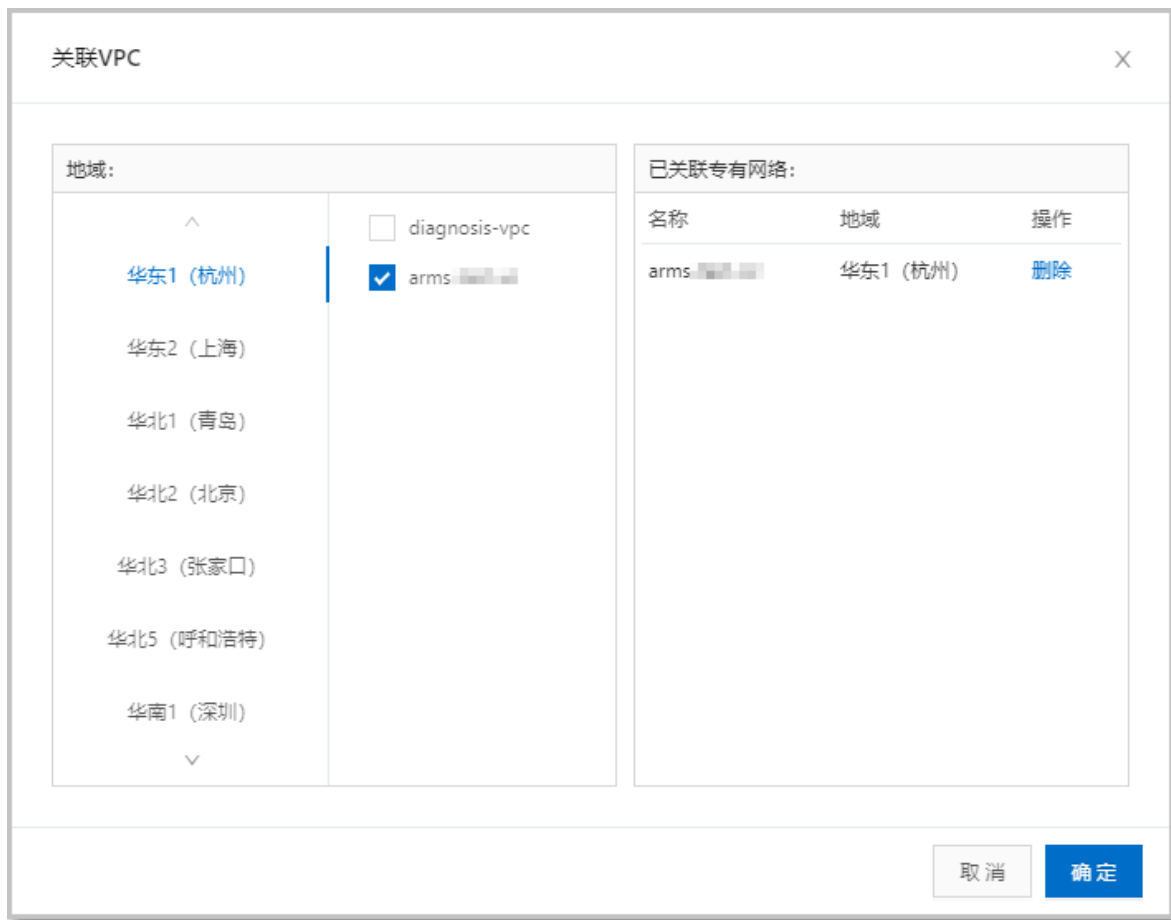 关联VPC
地域：
华东1（杭州）
华东2（上海）
华北1（青岛）
华北2（北京）
华北3（张家口）
华北5（呼和浩特）
华南1（深圳）
diagnosis-vpc
arms
已关联专有网络：
名称 地域 操作
arms 华东1（杭州） 删除
取消 确定